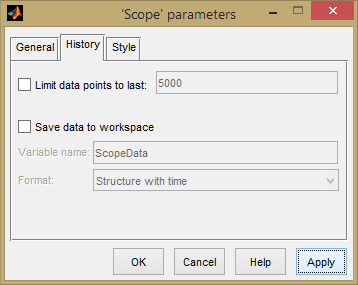 'Scope' parameters
General History Style
Limit data points to last: 5000
Save data to workspace
Variable name: ScopeData
Format: Structure with time
OK Cancel Help Apply